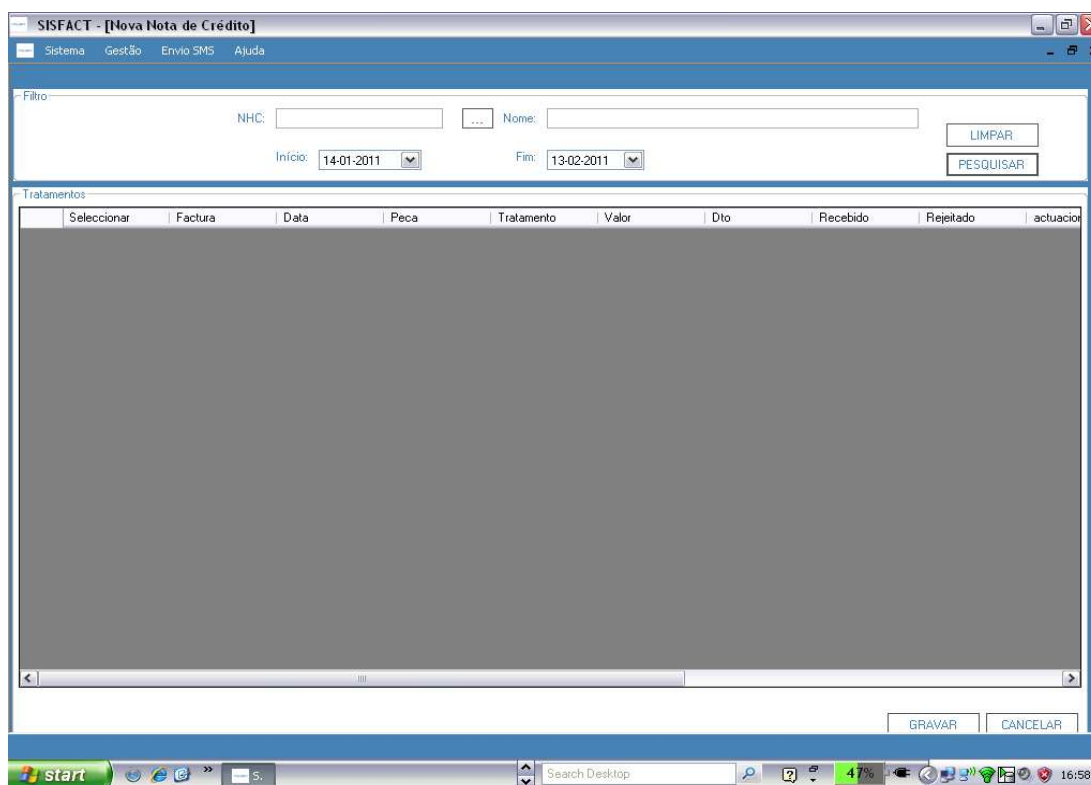 SISFACT - [Nova Nota de Crédito]
Sistema Gestão Envio SMS Ajuda
Filtro
NHC: ... Nome:
LIMPAR
Início: 14-01-2011 Fim: 13-02-2011
PESQUISAR
Tratamentos
Seleccionar Factura Data Peca Tratamento Valor Dto Recebido Rejeitado actuacion
GRAVAR CANCELAR
start » S. Search Desktop 47% 16:58